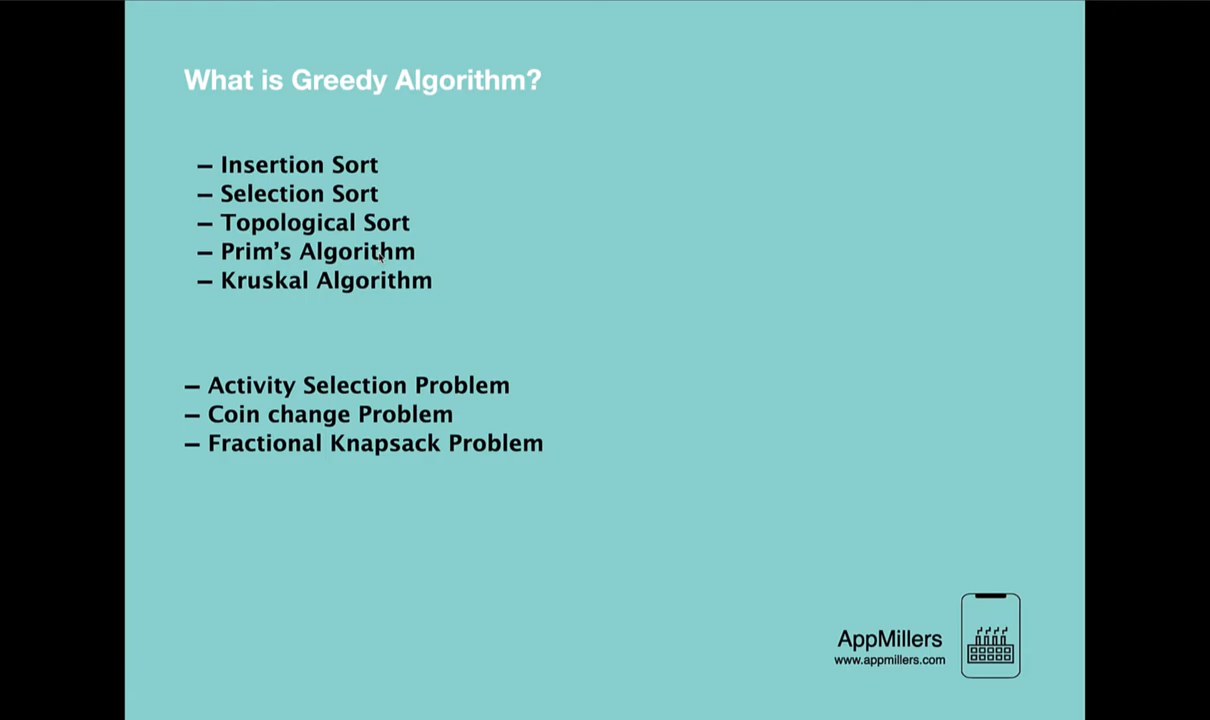 What is Greedy Algorithm?
– Insertion Sort
– Selection Sort
– Topological Sort
– Prim’s Algorithm
– Kruskal Algorithm
– Activity Selection Problem
– Coin change Problem
– Fractional Knapsack Problem
AppMillers
www.appmillers.com